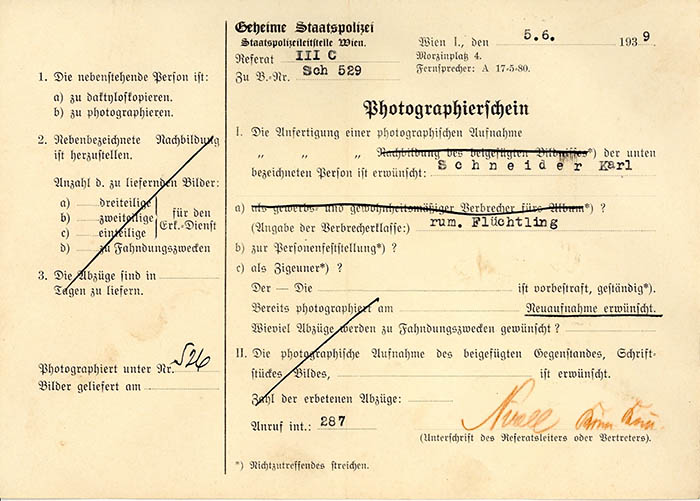 1. Die nebenstehende Person ist:
a) zu daktyloskopieren.
b) zu photographieren.
2. Nebenbezeichnete Nachbildung
ist herzustellen.
Anzahl d. zu liefernden Bilder:
a) dreiteilige
b) zweiteilige
c) einteilige
für den
Erk.-Dienst
d) zu Fahndungszwecken
3. Die Abzüge sind in
Tagen zu liefern.
Photographiert unter Nr. 526
Bilder geliefert am
Geheime Staatspolizei
Staatspolizeileitstelle Wien.
Referat III C
Zu B.-Nr. Sch 529
Wien I., den 5.6. 1939
Morzinplatz 4.
Fernsprecher: A 17-5-80.
Photographierschein
I. Die Anfertigung einer photographischen Aufnahme
„ „ „ Nachbildung des beigefügten Bildnisses*) der unten
bezeichneten Person ist erwünscht: Schneider Karl
a) als gewerbs- und gewohnheitsmäßiger Verbrecher fürs Album*) ?
(Angabe der Verbrecherklasse:) rum. Flüchtling
b) zur Personenfeststellung*) ?
c) als Zigeuner*) ?
Der — Die ist vorbestraft, geständig*).
Bereits photographiert am Neuaufnahme erwünscht.
Wieviel Abzüge werden zu Fahndungszwecken gewünscht ?
II. Die photographische Aufnahme des beigefügten Gegenstandes, Schrift-
stückes Bildes, ist erwünscht.
Zahl der erbetenen Abzüge:
Anruf int.: 287
(Unterschrift des Referatsleiters oder Vertreters).
*) Nichtzutreffendes streichen.